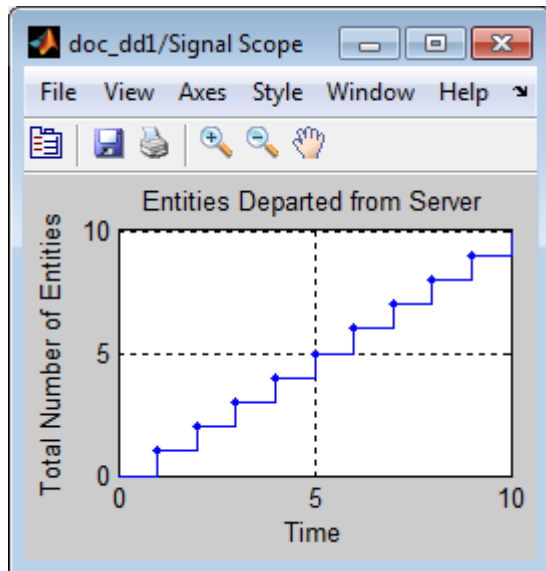 doc_dd1/Signal Scope
File View Axes Style Window Help
Entities Departed from Server
Total Number of Entities
10
5
0
0 5 10
Time